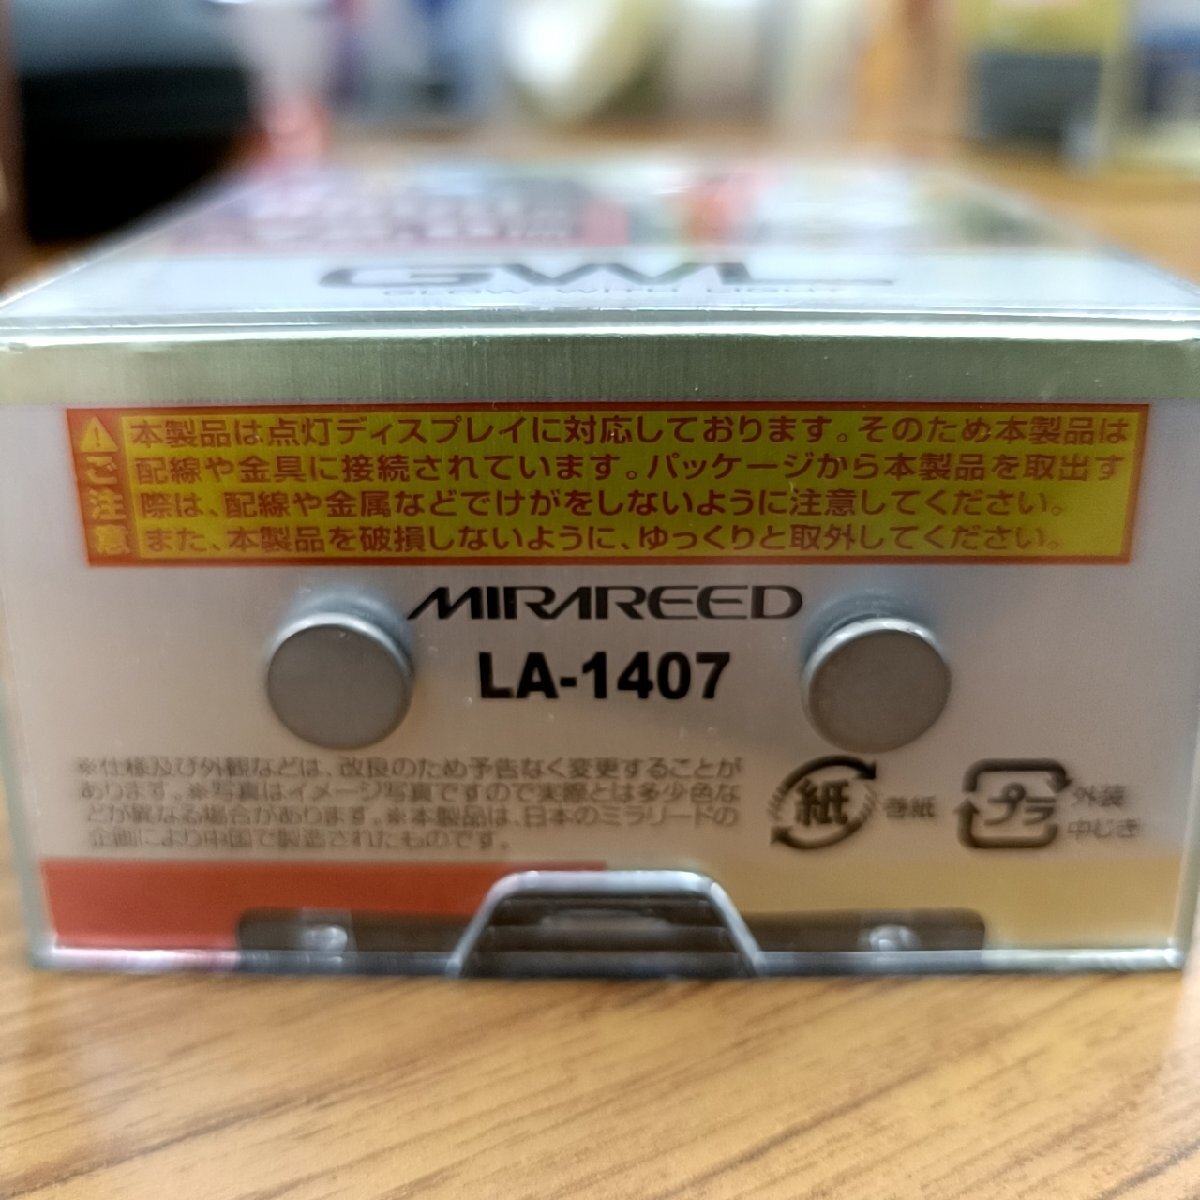 GWL
ご注意
本製品は点灯ディスプレイに対応しております。そのため本製品は
配線や金具に接続されています。パッケージから本製品を取出す
際は、配線や金属などでけがをしないように注意してください。
また、本製品を破損しないように、ゆっくりと取外してください。
MIRAREED
LA-1407
※仕様及び外観などは、改良のため予告なく変更することが
あります。※写真はイメージ写真ですので実際とは多少色な
どが異なる場合があります。※本製品は、日本のミラリードの
企画により中国で製造されたものです。
紙 巻紙
プラ 外装
中じき